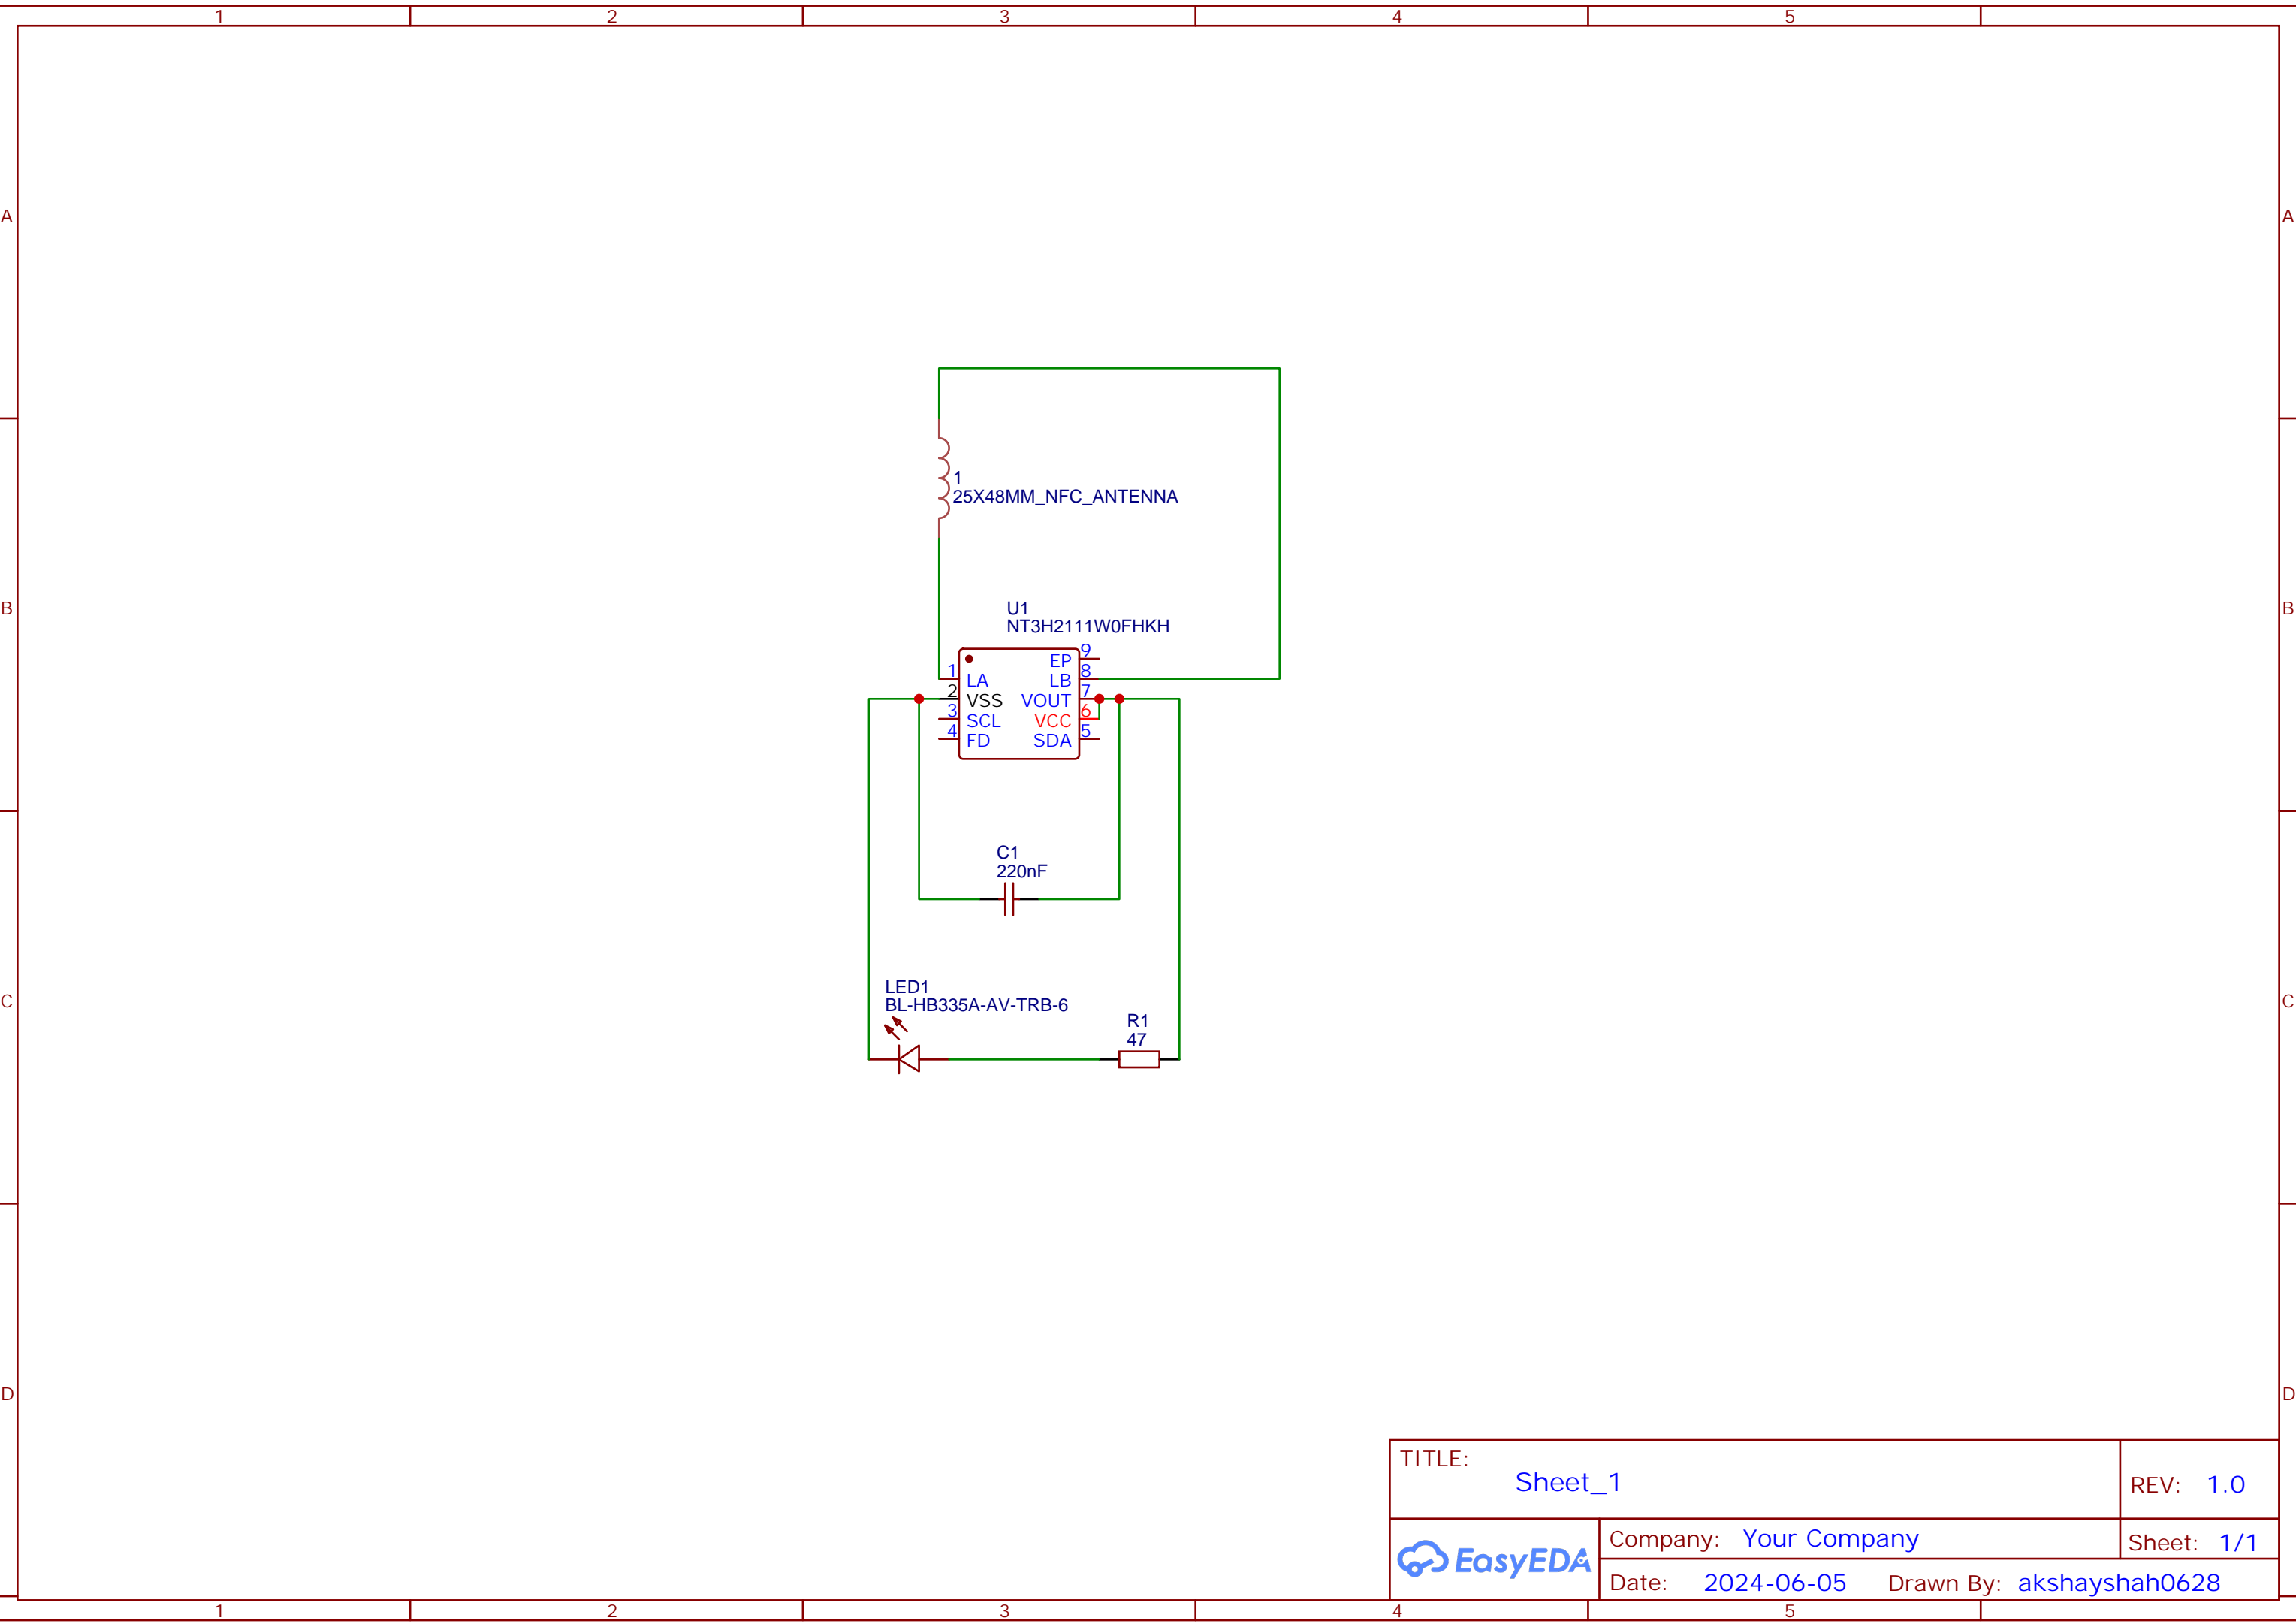 1 2 3 4 5
A A
1
25X48MM_NFC_ANTENNA
B B
U1
NT3H2111W0FHKH
EP 9
1 LA LB 8
2 VSS VOUT 7
3 SCL VCC 6
4 FD SDA 5
C1
220nF
LED1
BL-HB335A-AV-TRB-6
C C
R1
47
D D
TITLE:
Sheet_1
REV: 1.0
EasyEDA
Company: Your Company
Sheet: 1/1
Date: 2024-06-05 Drawn By: akshayshah0628
1 2 3 4 5